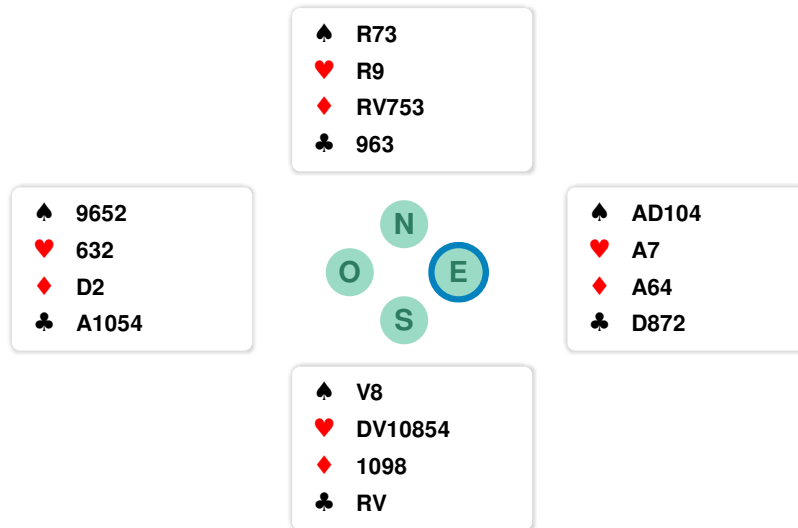 ♠ R73
♥ R9
♦ RV753
♣ 963
♠ 9652
♥ 632
♦ D2
♣ A1054
N
O E
S
♠ AD104
♥ A7
♦ A64
♣ D872
♠ V8
♥ DV10854
♦ 1098
♣ RV